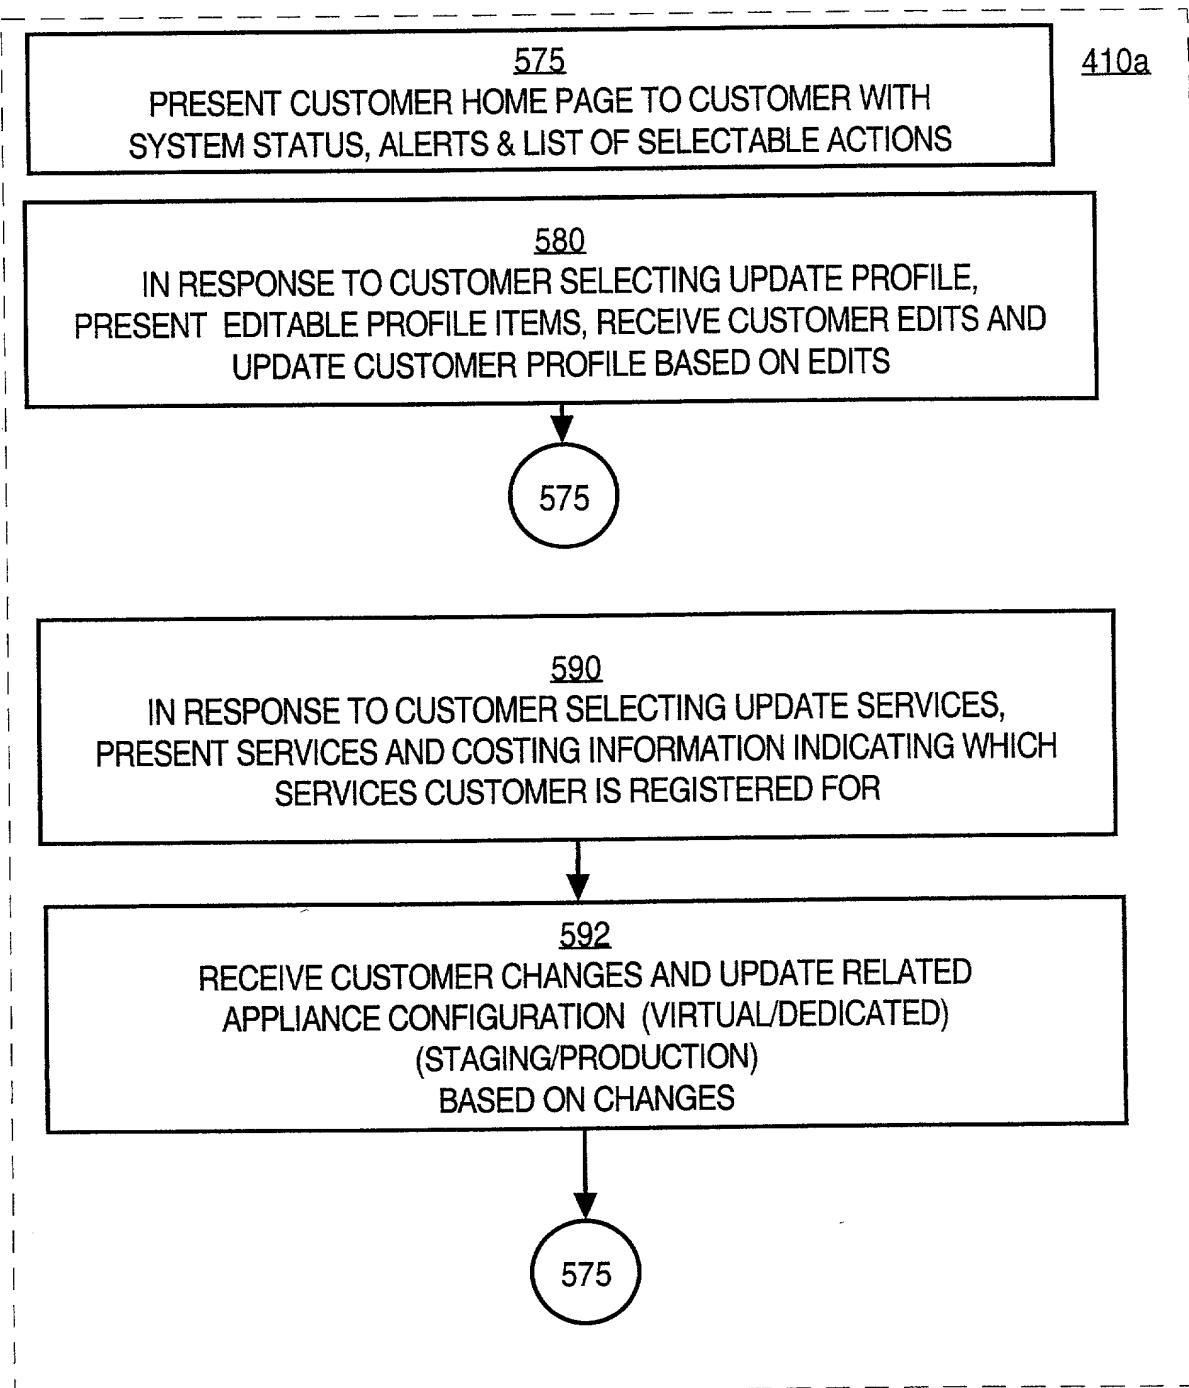 575
410a
PRESENT CUSTOMER HOME PAGE TO CUSTOMER WITH
SYSTEM STATUS, ALERTS & LIST OF SELECTABLE ACTIONS
580
IN RESPONSE TO CUSTOMER SELECTING UPDATE PROFILE,
PRESENT EDITABLE PROFILE ITEMS, RECEIVE CUSTOMER EDITS AND
UPDATE CUSTOMER PROFILE BASED ON EDITS
575
590
IN RESPONSE TO CUSTOMER SELECTING UPDATE SERVICES,
PRESENT SERVICES AND COSTING INFORMATION INDICATING WHICH
SERVICES CUSTOMER IS REGISTERED FOR
592
RECEIVE CUSTOMER CHANGES AND UPDATE RELATED
APPLIANCE CONFIGURATION (VIRTUAL/DEDICATED)
(STAGING/PRODUCTION)
BASED ON CHANGES
575